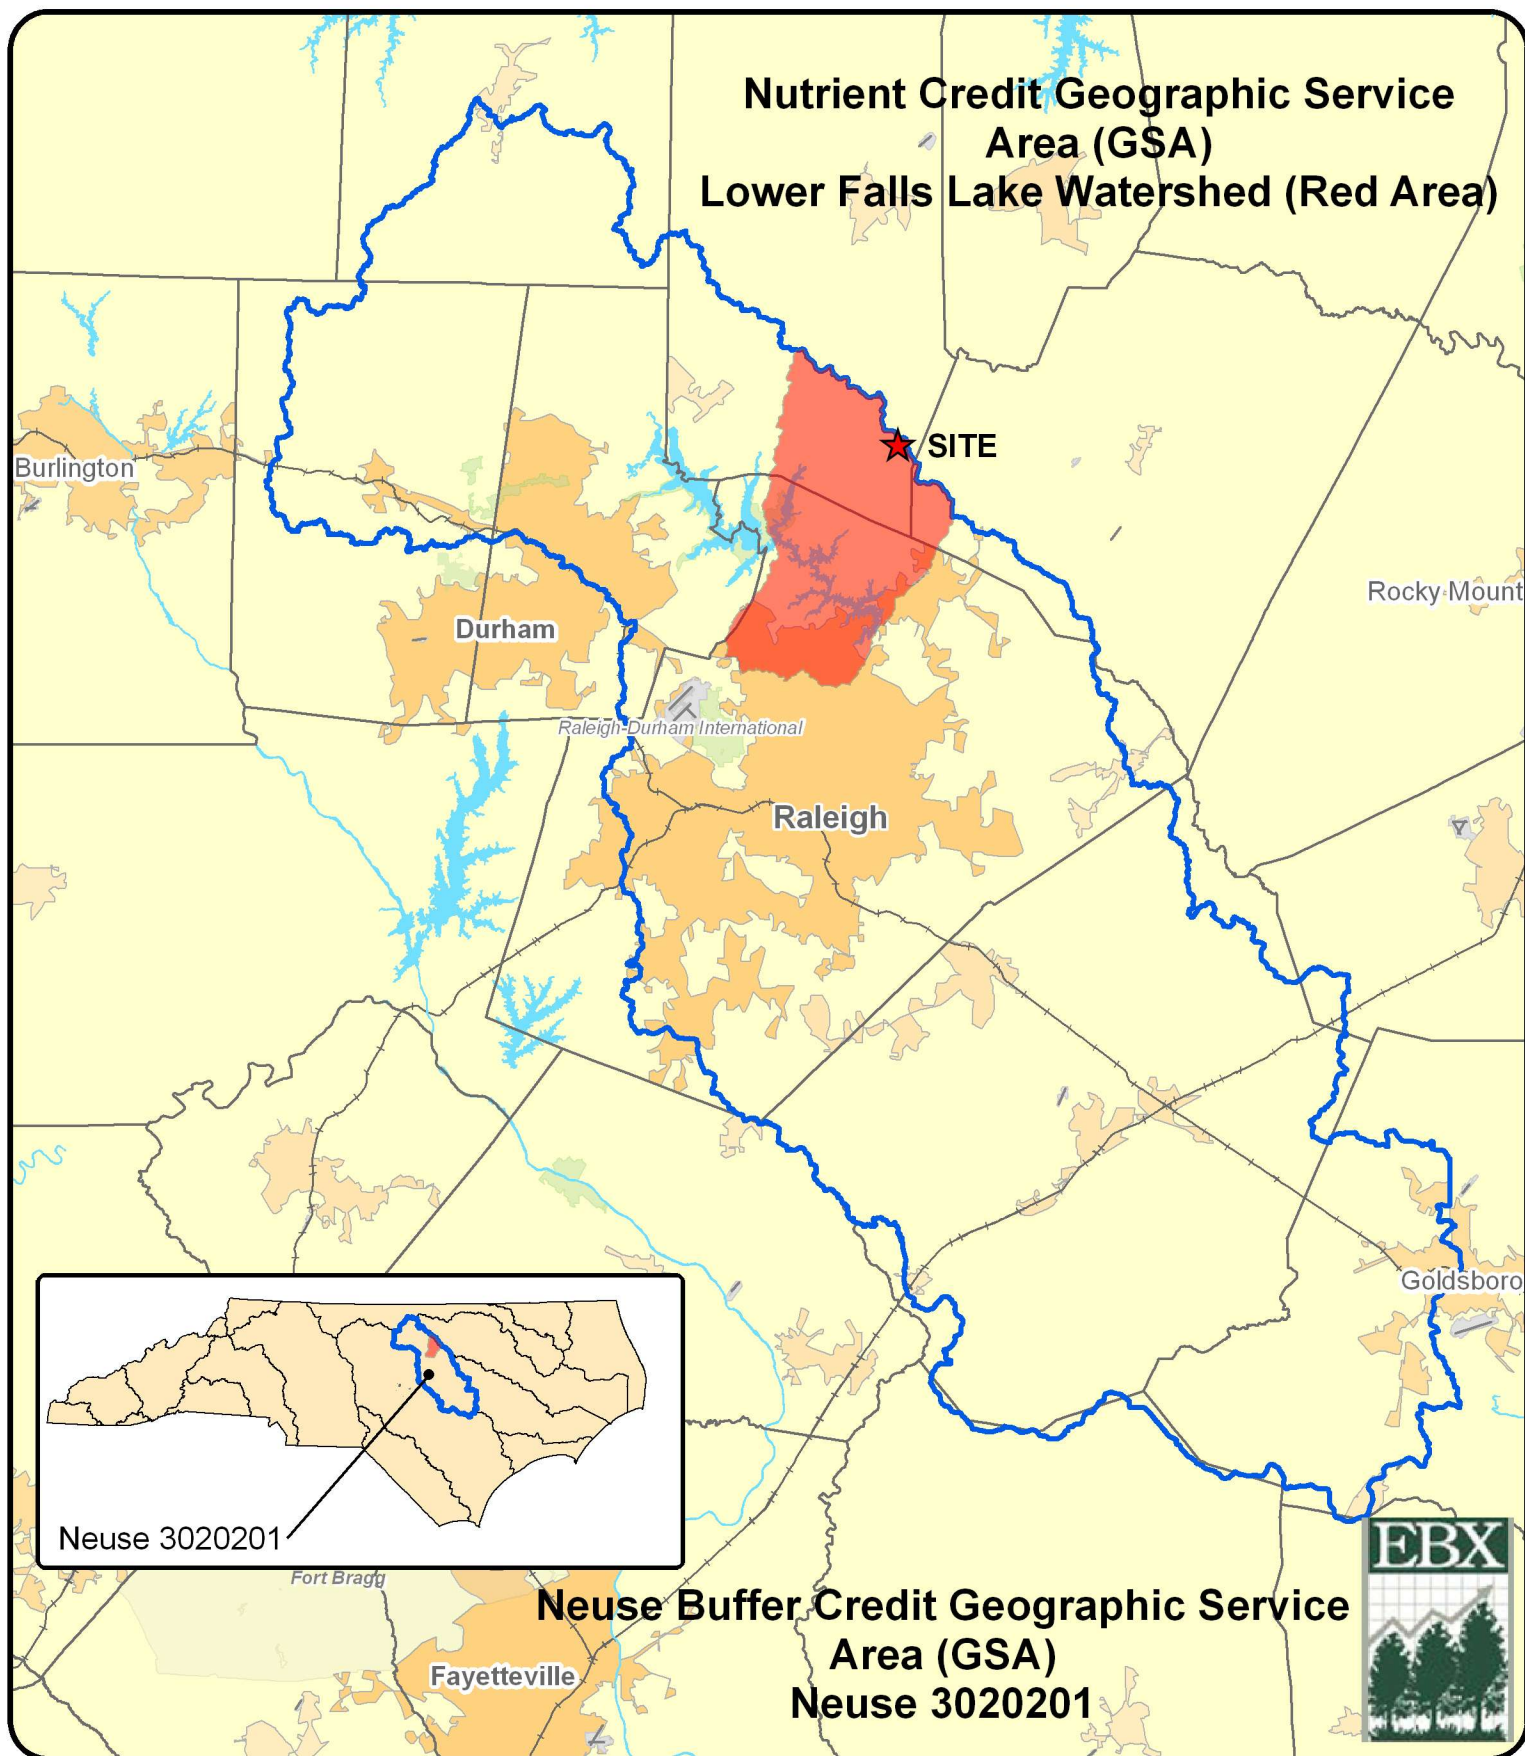 Nutrient Credit Geographic Service
Area (GSA)
Lower Falls Lake Watershed (Red Area)
SITE
Burlington
Rocky Mount
Durham
Raleigh-Durham International
Raleigh
Goldsboro
Neuse 3020201
Fort Bragg
Neuse Buffer Credit Geographic Service
Area (GSA)
Neuse 3020201
Fayetteville
EBX